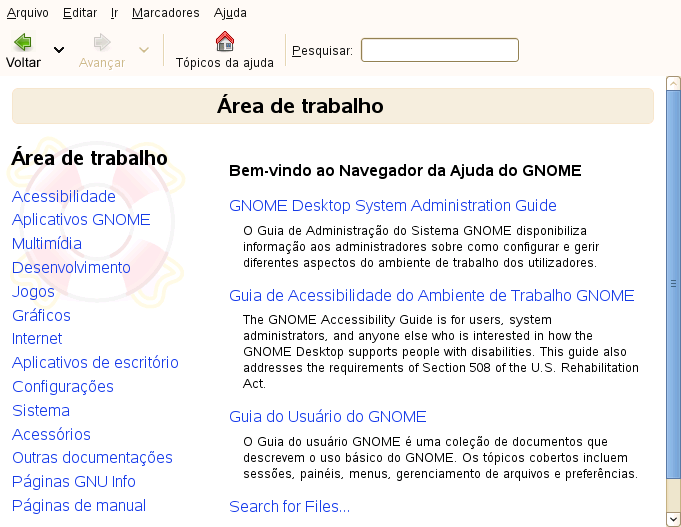 Arquivo Editar Ir Marcadores Ajuda
Voltar Avançar Tópicos da ajuda Pesquisar:
Área de trabalho
Área de trabalho
Acessibilidade
Aplicativos GNOME
Multimídia
Desenvolvimento
Jogos
Gráficos
Internet
Aplicativos de escritório
Configurações
Sistema
Acessórios
Outras documentações
Páginas GNU Info
Páginas de manual
Bem-vindo ao Navegador da Ajuda do GNOME
GNOME Desktop System Administration Guide
O Guia de Administração do Sistema GNOME disponibiliza
informação aos administradores sobre como configurar e gerir
diferentes aspectos do ambiente de trabalho dos utilizadores.
Guia de Acessibilidade do Ambiente de Trabalho GNOME
The GNOME Accessibility Guide is for users, system
administrators, and anyone else who is interested in how the
GNOME Desktop supports people with disabilities. This guide also
addresses the requirements of Section 508 of the U.S. Rehabilitation
Act.
Guia do Usuário do GNOME
O Guia do usuário GNOME é uma coleção de documentos que
descrevem o uso básico do GNOME. Os tópicos cobertos incluem
sessões, painéis, menus, gerenciamento de arquivos e preferências.
Search for Files...